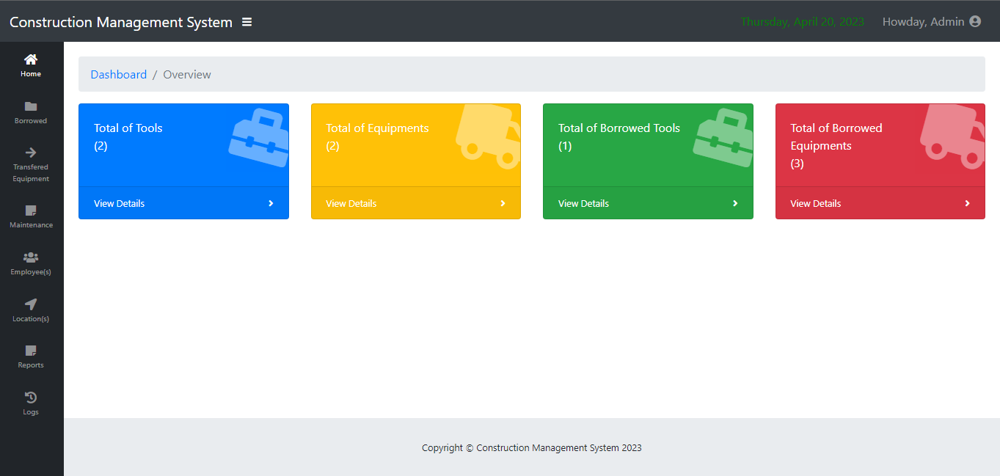 Construction Management System
Thursday, April 20, 2023
Howday, Admin
Home
Borrowed
Transfered
Equipment
Maintenance
Employee(s)
Location(s)
Reports
Logs
Dashboard / Overview
Total of Tools
(2)
View Details
Total of Equipments
(2)
View Details
Total of Borrowed Tools
(1)
View Details
Total of Borrowed
Equipments
(3)
View Details
Copyright © Construction Management System 2023